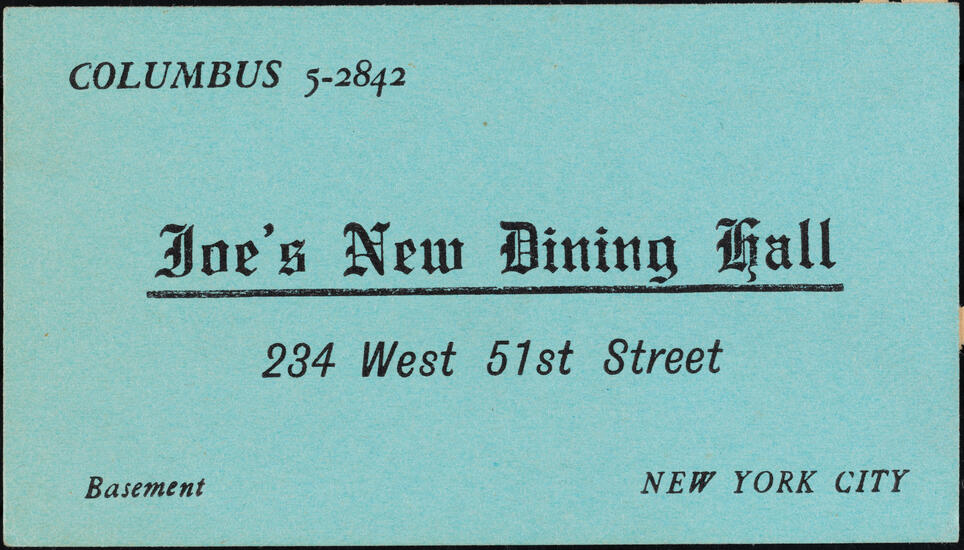 COLUMBUS 5-2842
Joe's New Dining Hall
234 West 51st Street
Basement
NEW YORK CITY